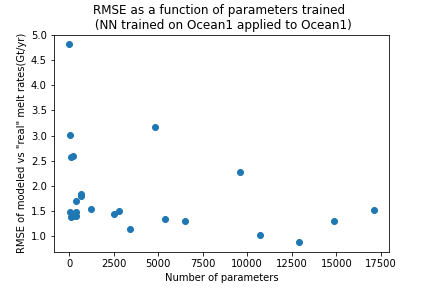 RMSE as a function of parameters trained
(NN trained on Ocean1 applied to Ocean1)
RMSE of modeled vs "real" melt rates(Gt/yr)
5.0
4.5
4.0
3.5
3.0
2.5
2.0
1.5
1.0
0 2500 5000 7500 10000 12500 15000 17500
Number of parameters